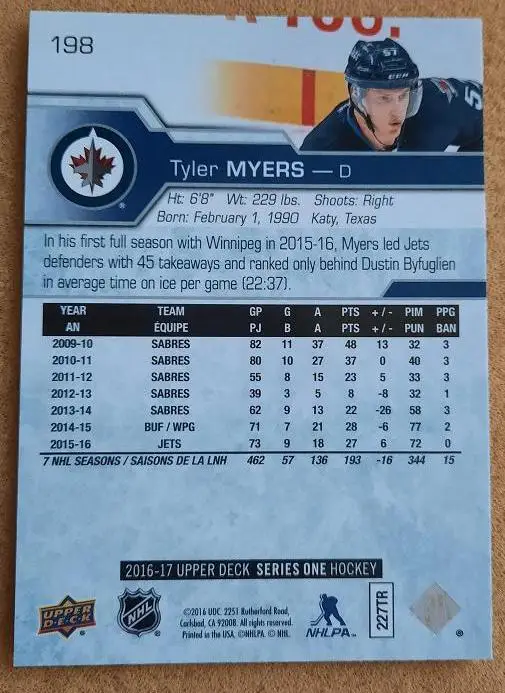 198
57
CCM
57
Tyler MYERS — D
Ht: 6'8" Wt: 229 lbs. Shoots: Right
Born: February 1, 1990 Katy, Texas
In his first full season with Winnipeg in 2015-16, Myers led Jets
defenders with 45 takeaways and ranked only behind Dustin Byfuglien
in average time on ice per game (22:37).
YEAR TEAM GP G A PTS + / - PIM PPG
AN ÉQUIPE PJ B A PTS + / - PUN BAN
2009-10 SABRES 82 11 37 48 13 32 3
2010-11 SABRES 80 10 27 37 0 40 3
2011-12 SABRES 55 8 15 23 5 33 3
2012-13 SABRES 39 3 5 8 -8 32 1
2013-14 SABRES 62 9 13 22 -26 58 3
2014-15 BUF / WPG 71 7 21 28 -6 77 2
2015-16 JETS 73 9 18 27 6 72 0
7 NHL SEASONS / SAISONS DE LA LNH 462 57 136 193 -16 344 15
2016-17 UPPER DECK SERIES ONE HOCKEY
UPPER DECK ®
NHL ®
©2016 UDC. 2251 Rutherford Road,
Carlsbad, CA 92008. All rights reserved.
Printed in the USA. ©NHLPA. © NHL.
NHLPA.
227TR
®